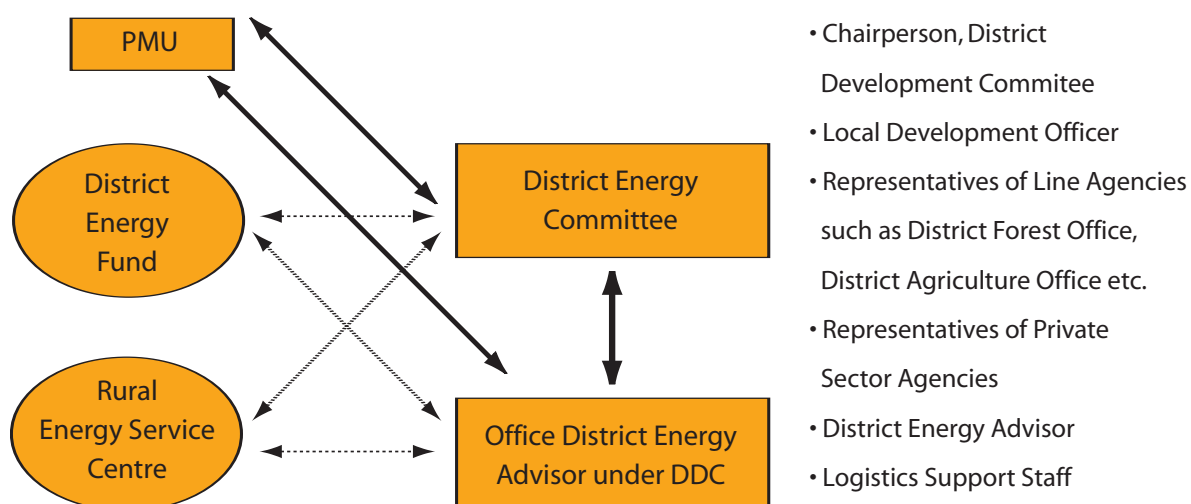 PMU
District
Energy
Fund
Rural
Energy Service
Centre
District Energy
Committee
Office District Energy
Advisor under DDC
• Chairperson, District
Development Commitee
• Local Development Officer
• Representatives of Line Agencies
such as District Forest Office,
District Agriculture Office etc.
• Representatives of Private
Sector Agencies
• District Energy Advisor
• Logistics Support Staff